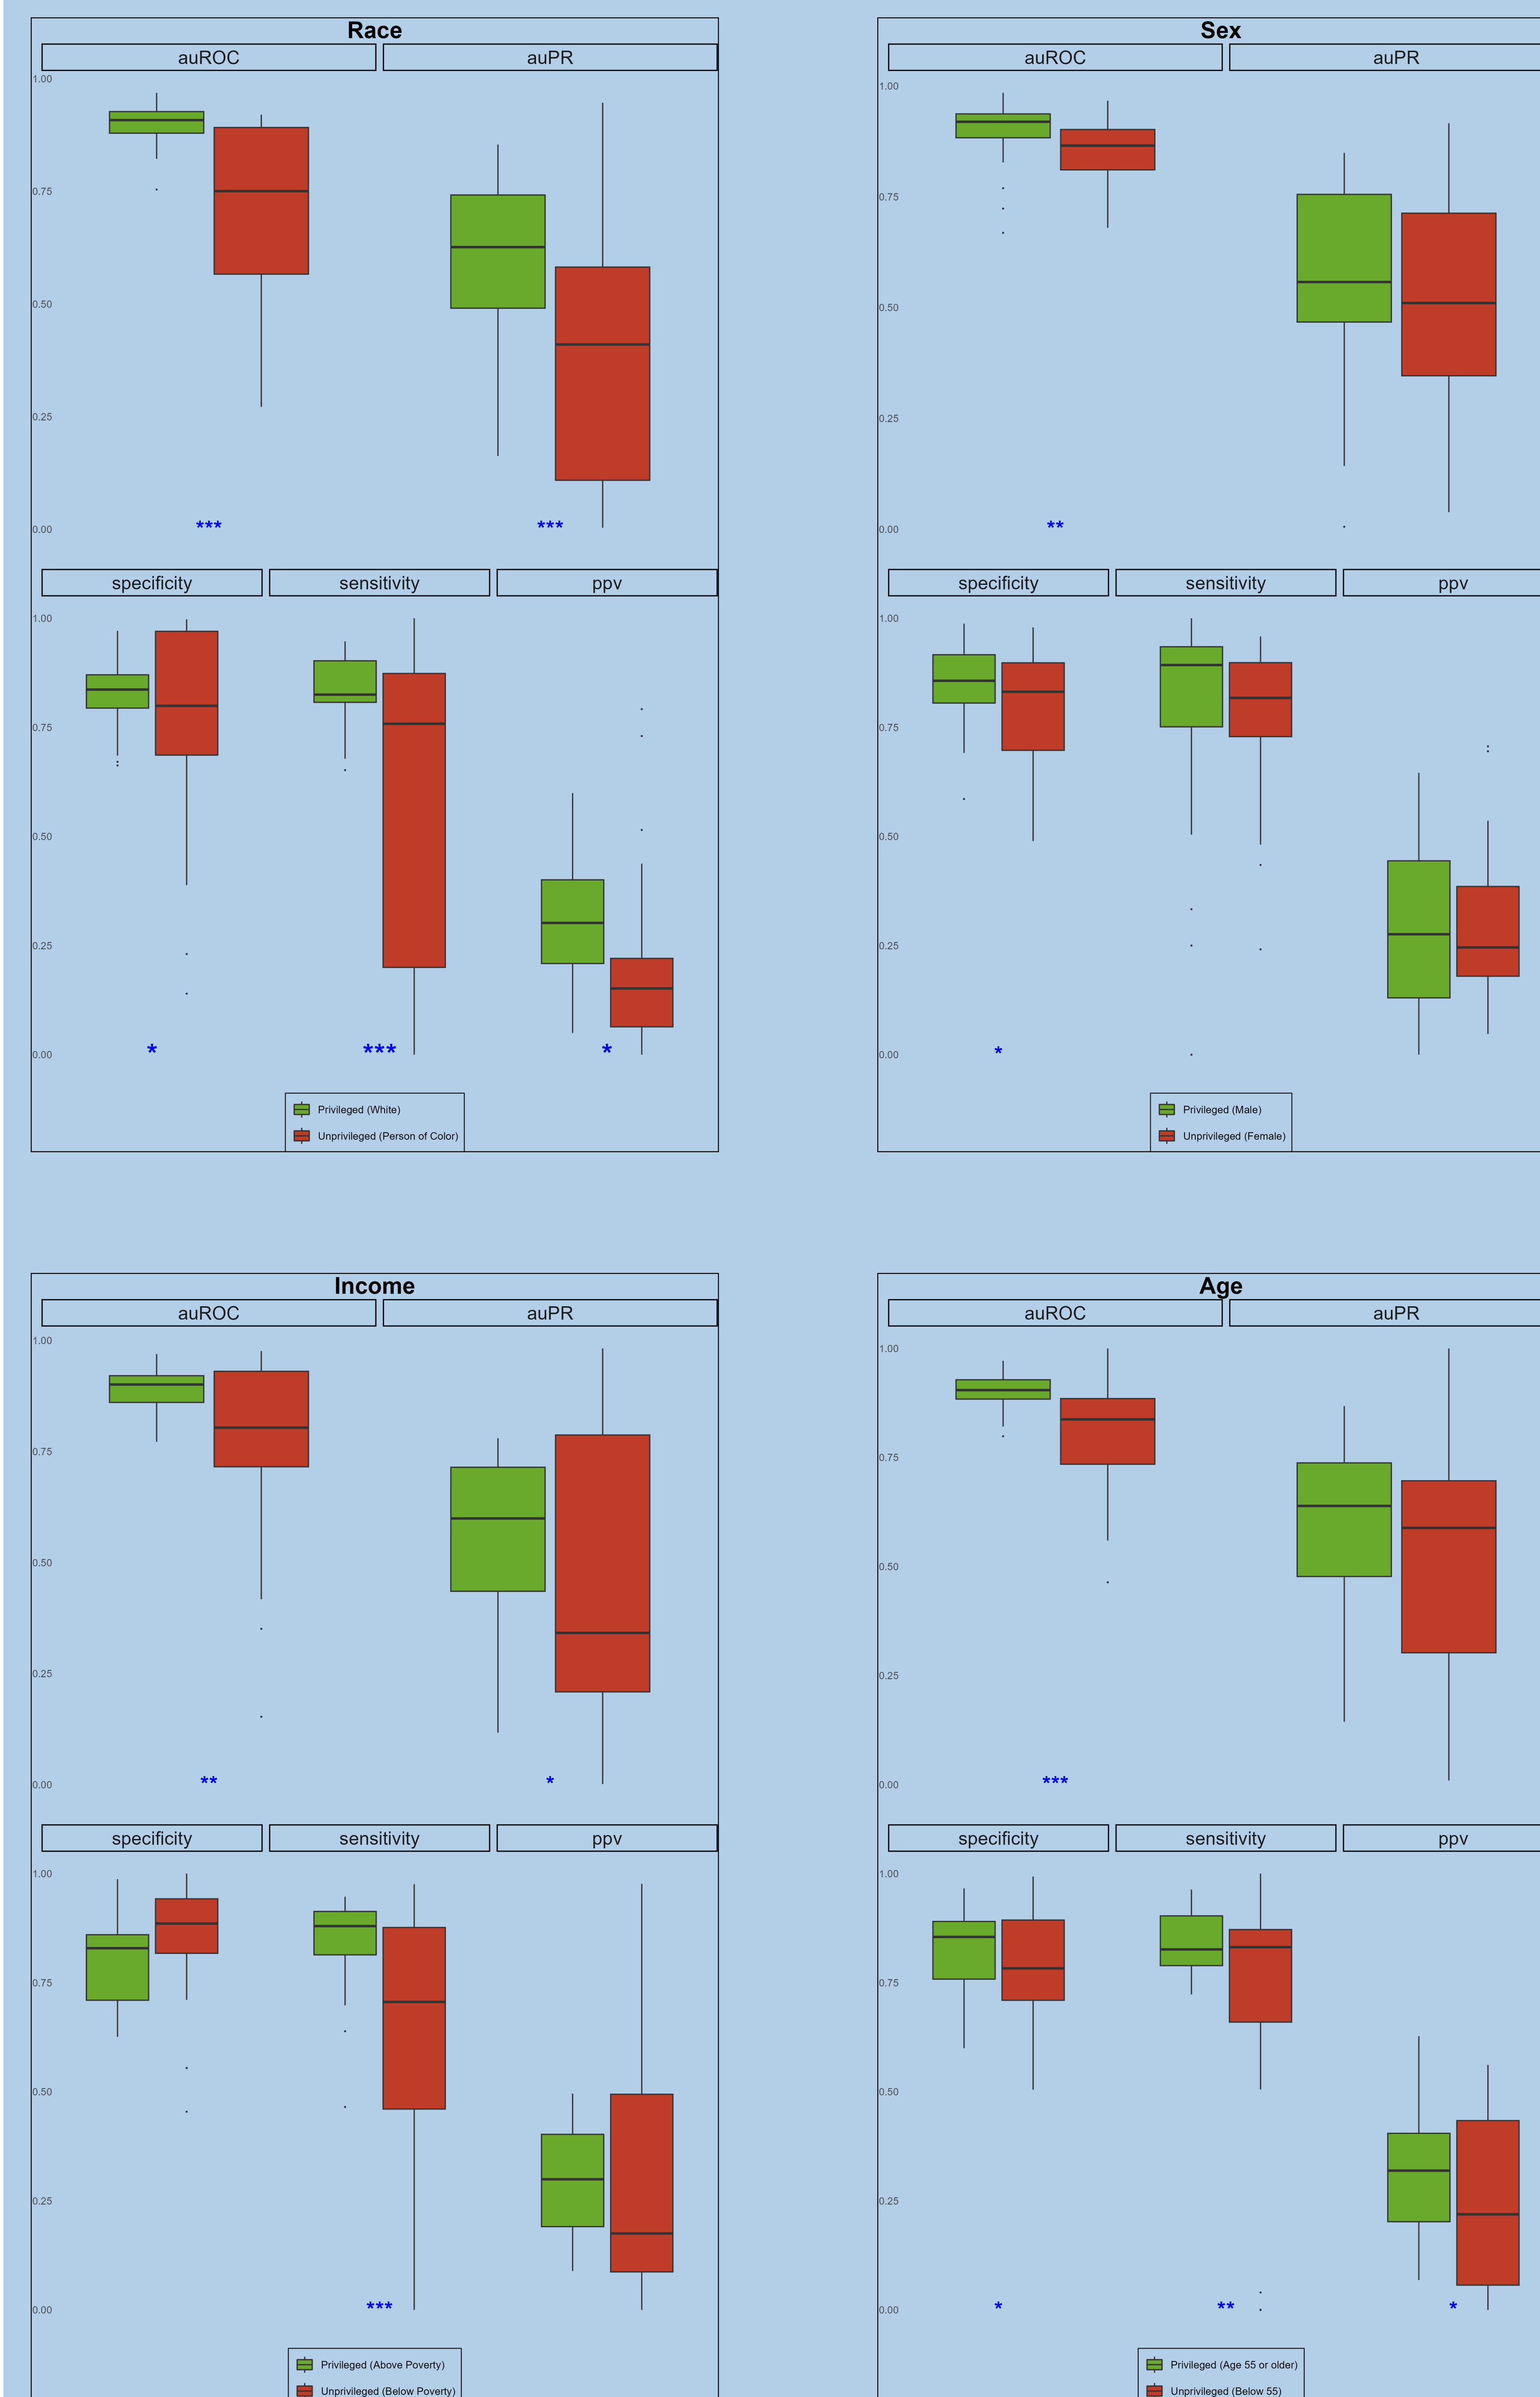 Race
auROC auPR
1.00
0.75
0.50
0.25
0.00
*** ***
specificity sensitivity ppv
1.00
0.75
0.50
0.25
0.00
* *** *
Privileged (White)
Unprivileged (Person of Color)
Sex
auROC auPR
1.00
0.75
0.50
0.25
0.00
**
specificity sensitivity ppv
1.00
0.75
0.50
0.25
0.00
*
Privileged (Male)
Unprivileged (Female)
Income
auROC auPR
1.00
0.75
0.50
0.25
0.00
** *
specificity sensitivity ppv
1.00
0.75
0.50
0.25
0.00
***
Privileged (Above Poverty)
Unprivileged (Below Poverty)
Age
auROC auPR
1.00
0.75
0.50
0.25
0.00
***
specificity sensitivity ppv
1.00
0.75
0.50
0.25
0.00
* ** *
Privileged (Age 55 or older)
Unprivileged (Below 55)